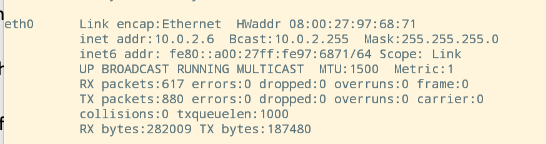 eth0 Link encap:Ethernet HWaddr 08:00:27:97:68:71
inet addr:10.0.2.6 Bcast:10.0.2.255 Mask:255.255.255.0
inet6 addr: fe80::a00:27ff:fe97:6871/64 Scope: Link
UP BROADCAST RUNNING MULTICAST MTU:1500 Metric:1
RX packets:617 errors:0 dropped:0 overruns:0 frame:0
TX packets:880 errors:0 dropped:0 overruns:0 carrier:0
collisions:0 txqueuelen:1000
RX bytes:282009 TX bytes:187480